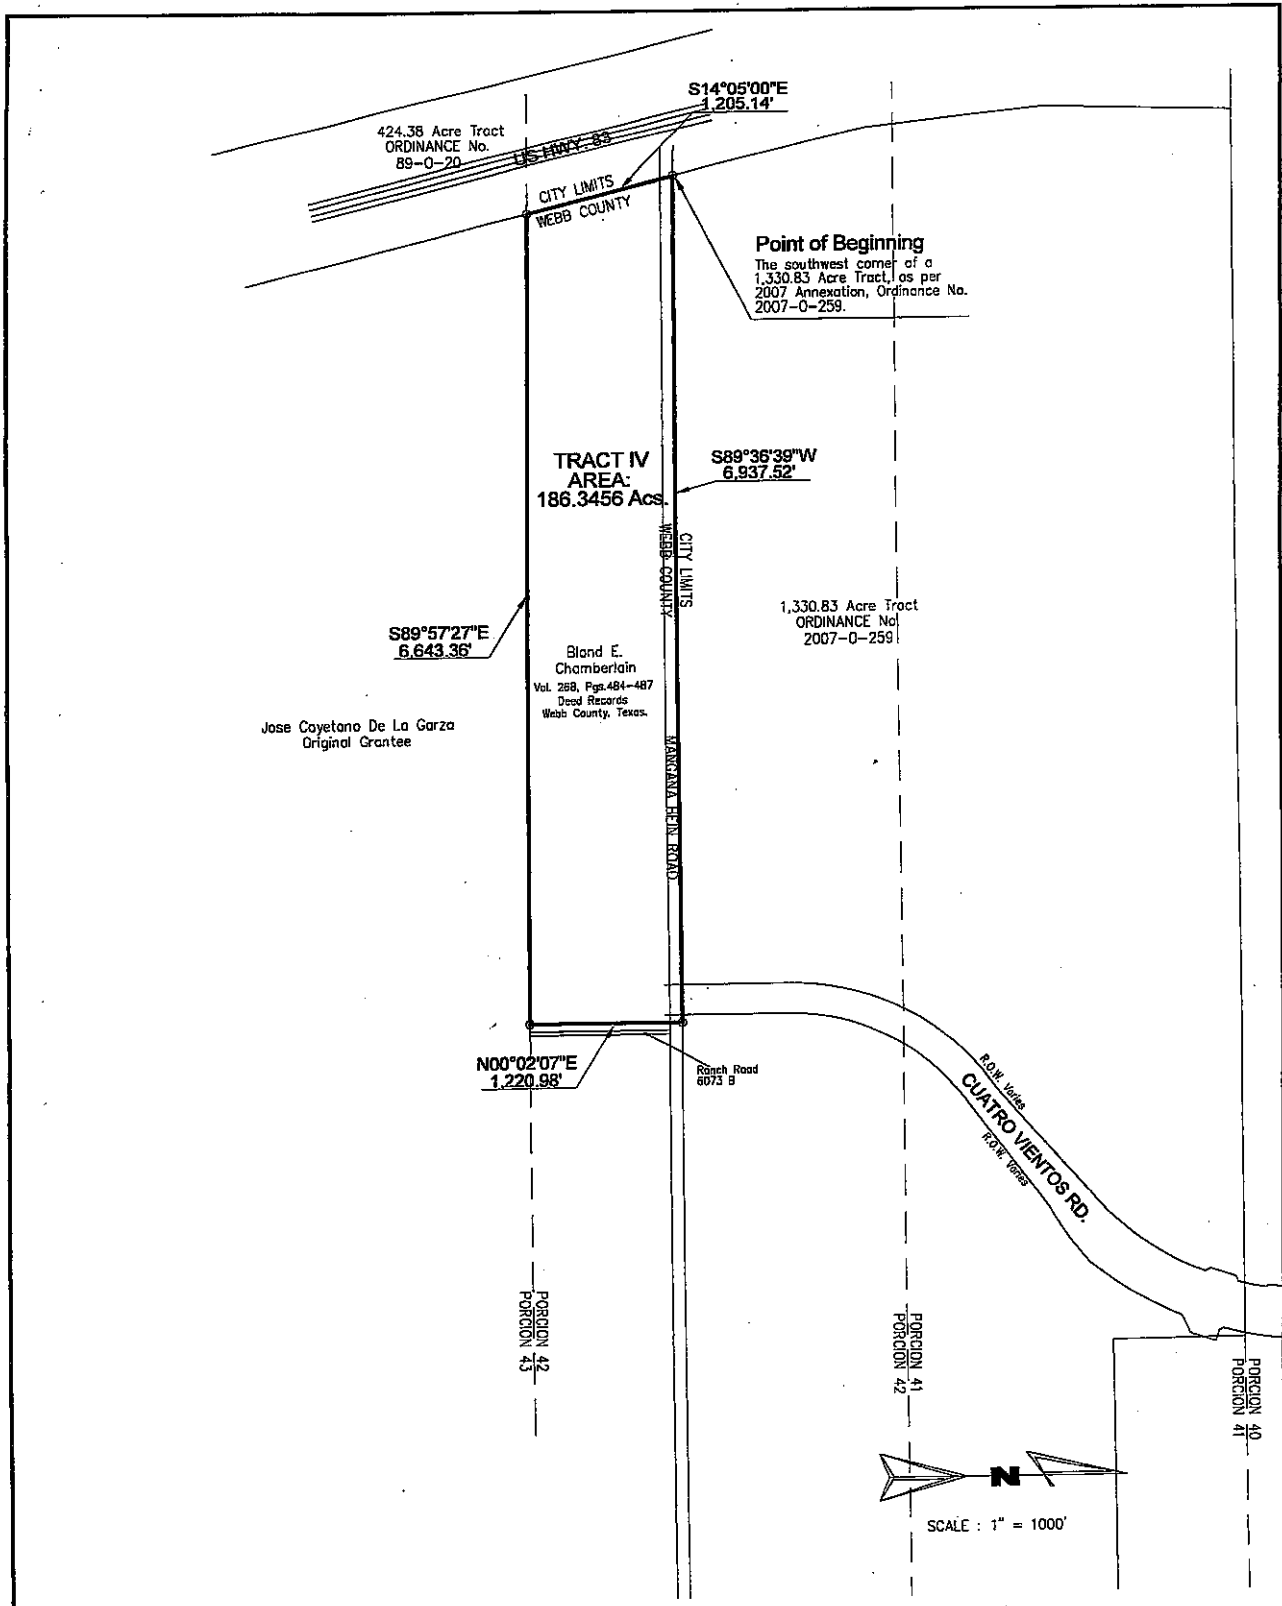 S14°05'00"E
1,205.14'
424.38 Acre Tract
ORDINANCE No.
89-O-20
US HWY. 83
CITY LIMITS
WEBB COUNTY
Point of Beginning
The southwest corner of a
1,330.83 Acre Tract, as per
2007 Annexation, Ordinance No.
2007-O-259.
TRACT IV
AREA:
186.3456 Acs.
S89°36'39"W
6,937.52'
CITY LIMITS
WEBB COUNTY
1,330.83 Acre Tract
ORDINANCE No
2007-O-259
S89°57'27"E
6,643.36'
Bland E.
Chamberlain
Vol. 268, Pgs.484-487
Deed Records
Webb County, Texas.
Jose Cayetano De La Garza
Original Grantee
MANGANA HEIN ROAD
N00°02'07"E
1,220.98'
Ranch Road
6073 B
R.O.W. Varies
CUATRO VIENTOS RD.
R.O.W. Varies
PORCION 42
PORCION 43
PORCION 41
PORCION 42
PORCION 40
PORCION 41
N
SCALE : 1" = 1000'